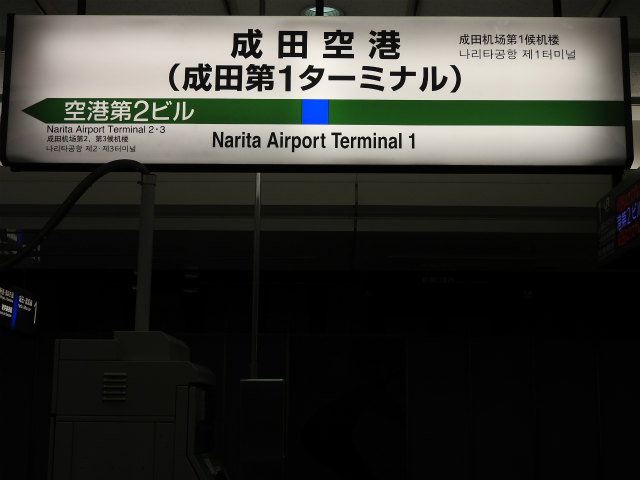 成田空港
(成田第1ターミナル)
成田机场第1候机楼
나리타공항 제1터미널
空港第2ビル
Narita Airport Terminal 2・3
成田机场第2、第3候机楼
나리타공항 제2・제3터미널
Narita Airport Terminal 1